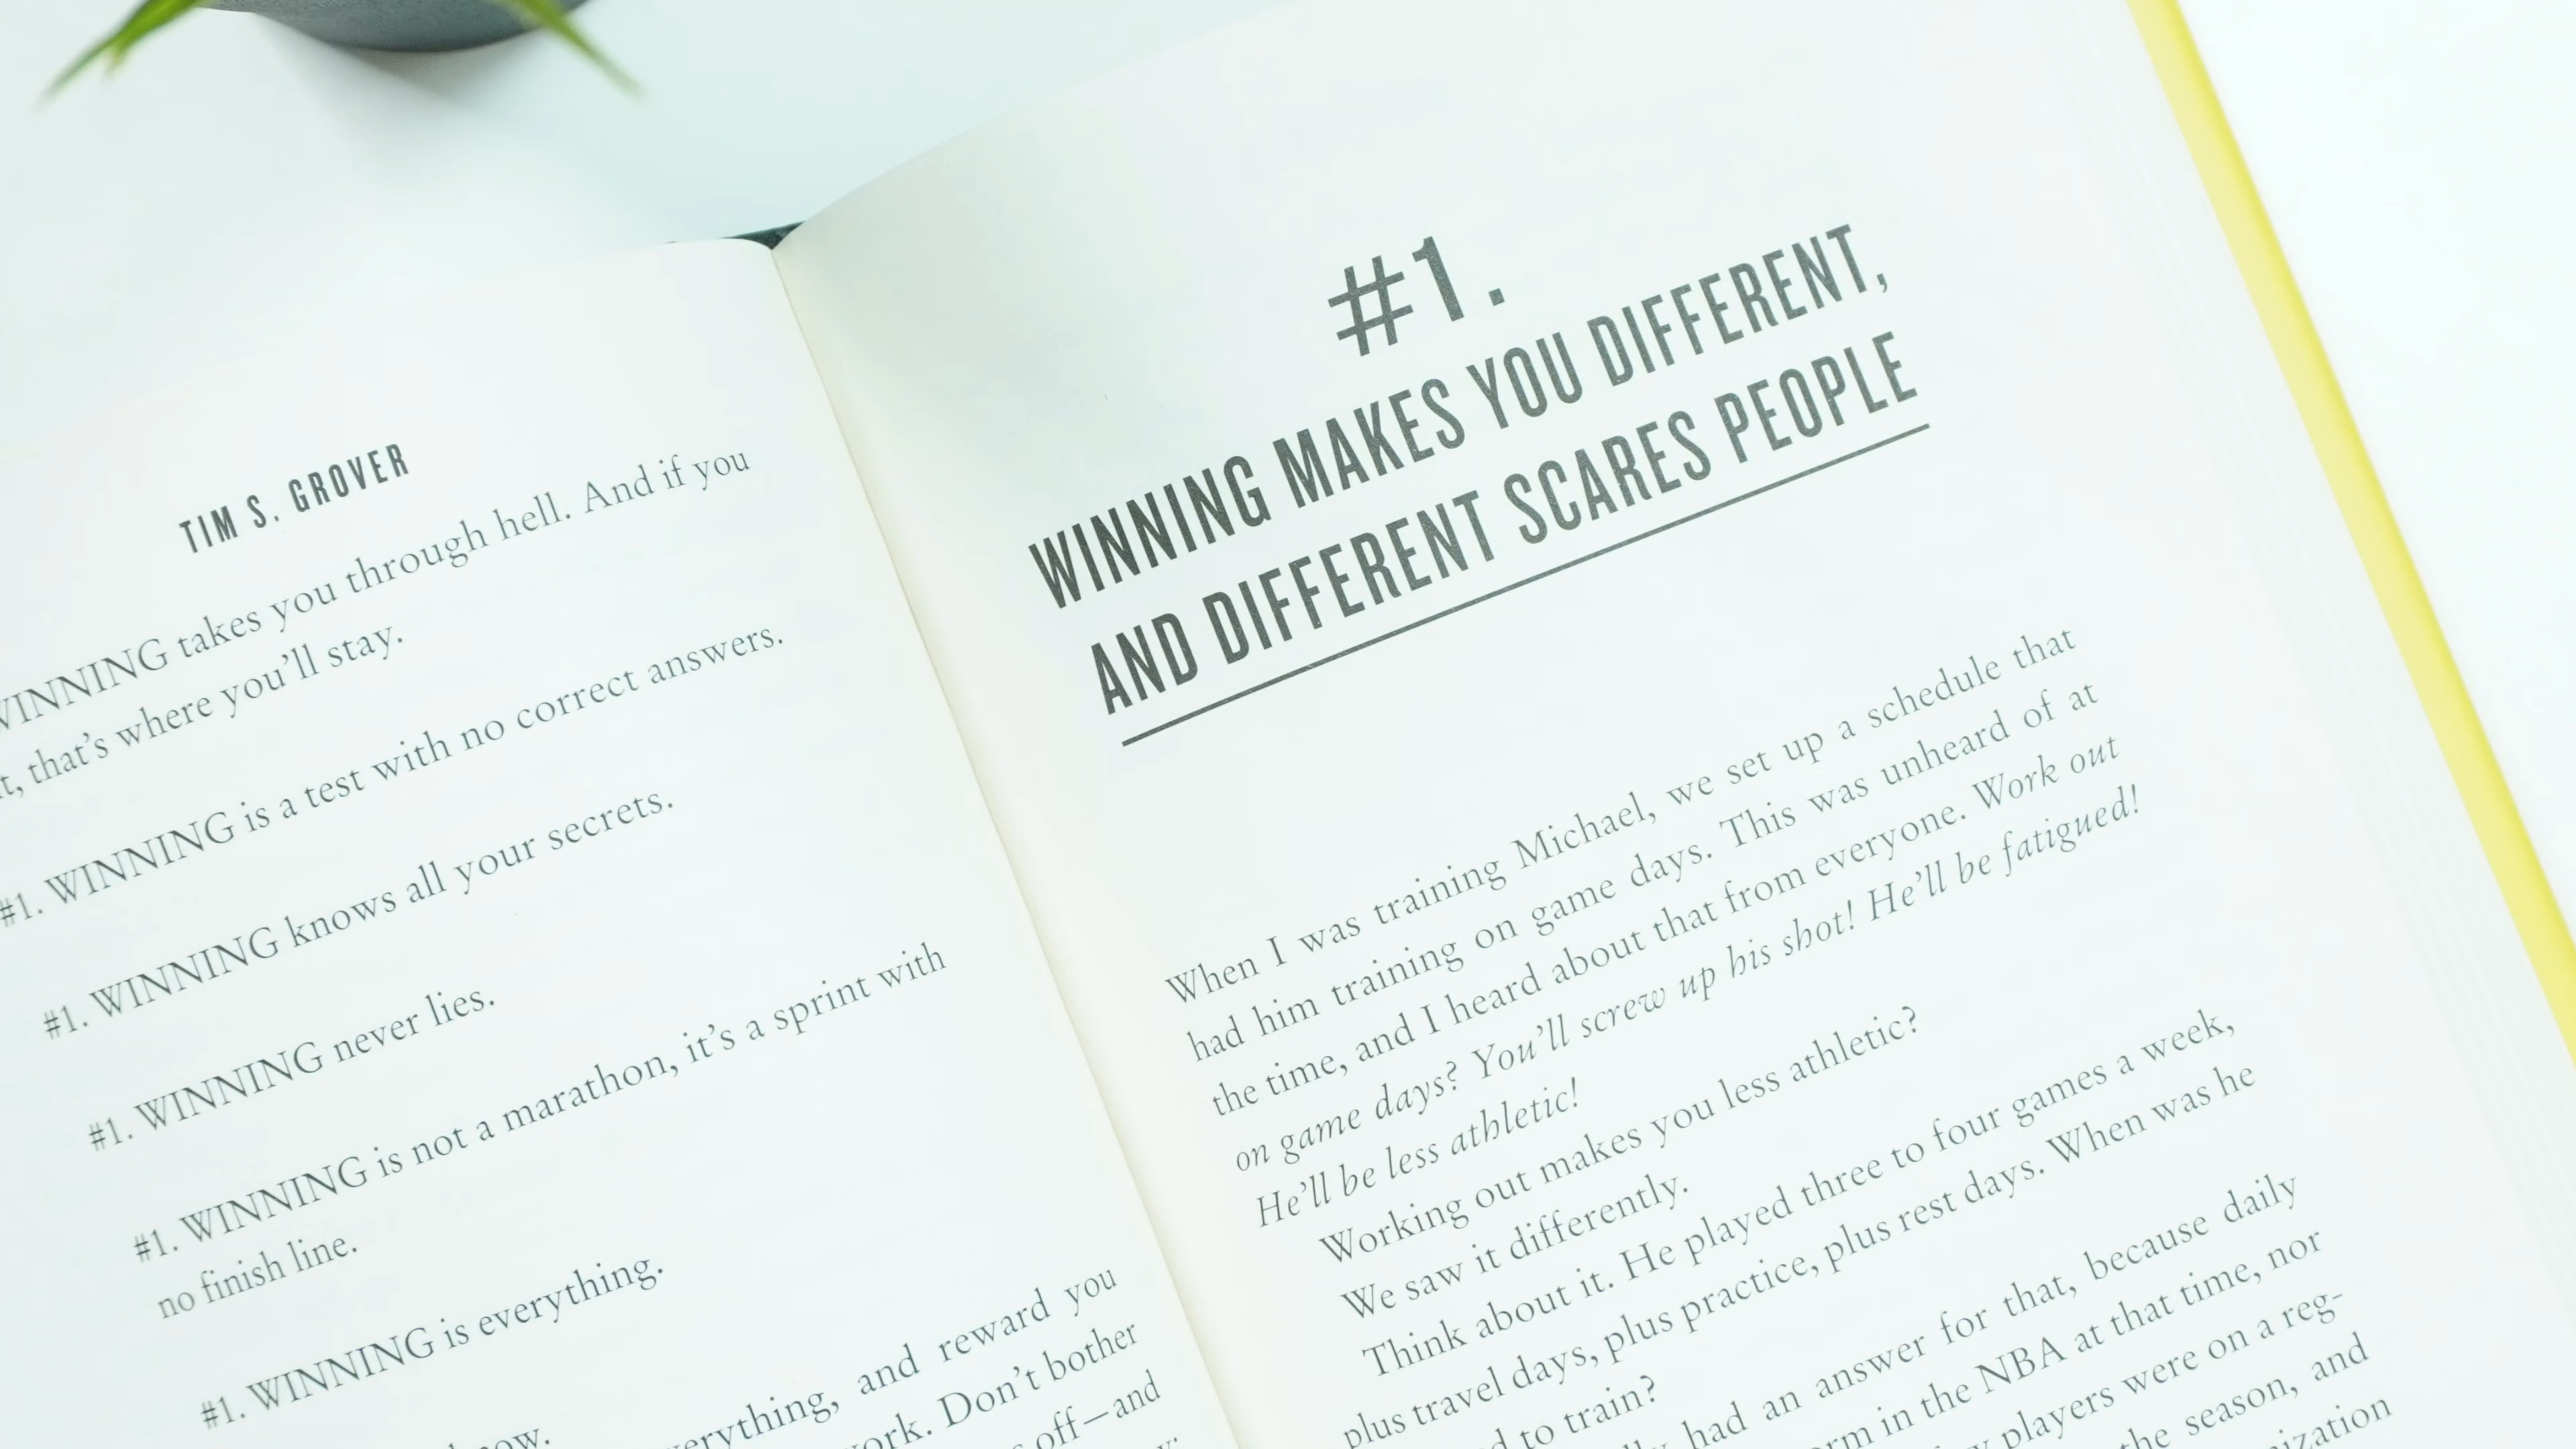 TIM S. GROVER
WINNING takes you through hell. And if you
that's where you'll stay.
#1. WINNING is a test with no correct answers.
#1. WINNING knows all your secrets.
#1. WINNING never lies.
#1. WINNING is not a marathon, it's a sprint with
no finish line.
#1. WINNING is everything.
and reward you
Don't bother
off—and
#1.
WINNING MAKES YOU DIFFERENT,
AND DIFFERENT SCARES PEOPLE
When I was training Michael, we set up a schedule that
had him training on game days. This was unheard of at
the time, and I heard about that from everyone. Work out
on game days? You'll screw up his shot! He'll be fatigued!
He'll be less athletic!
Working out makes you less athletic?
We saw it differently.
Think about it. He played three to four games a week,
plus travel days, plus practice, plus rest days. When was he
to train?
had an answer for that, because daily
in the NBA at that time, nor
players were on a reg-
the season, and